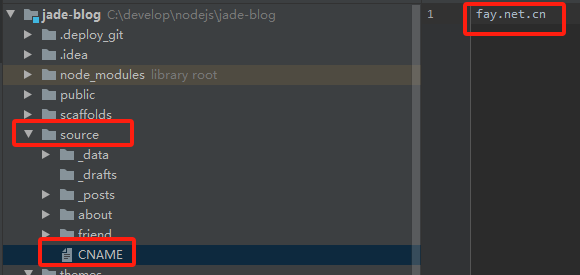 jade-blog C:\develop\nodejs\jade-blog
.deploy_git
.idea
node_modules library root
public
scaffolds
source
_data
_drafts
_posts
about
friend
CNAME
themes
1 fay.net.cn